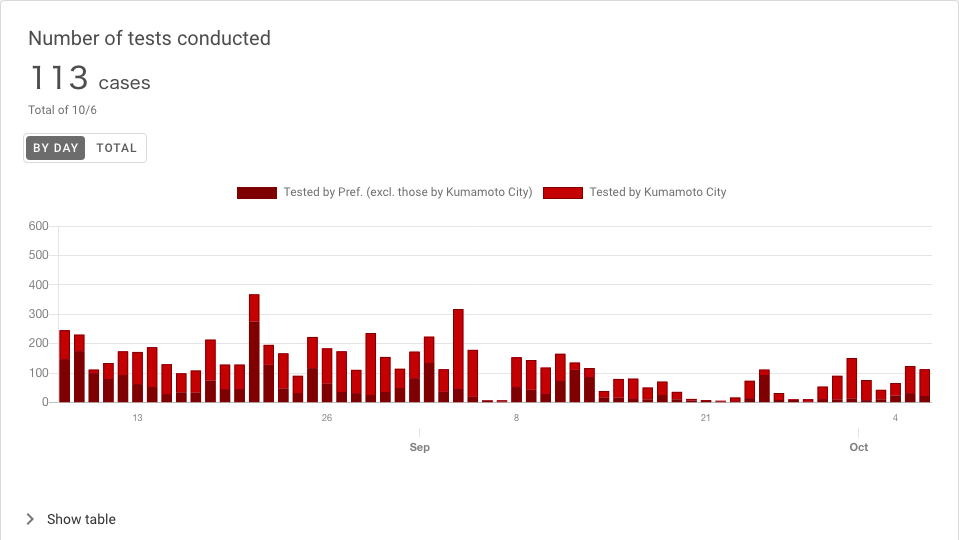 Number of tests conducted
113 cases
Total of 10/6
BY DAY TOTAL
Tested by Pref. (excl. those by Kumamoto City) Tested by Kumamoto City
600
500
400
300
200
100
0
13 26 8 21 4
Sep Oct
Show table